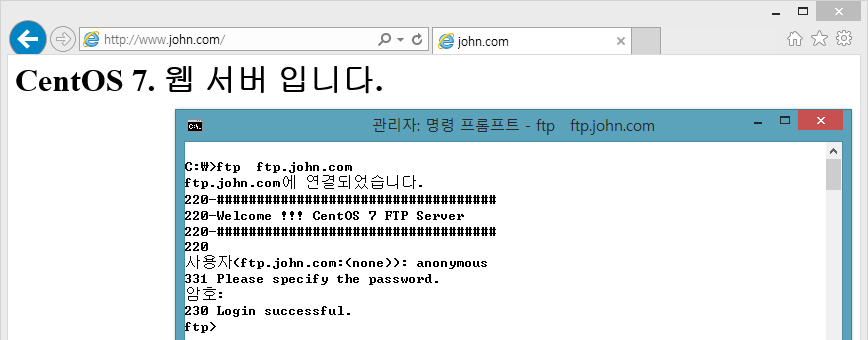 http://www.john.com/
john.com
CentOS 7. 웹 서버 입니다.
관리자: 명령 프롬프트 - ftp  ftp.john.com
C:\>ftp  ftp.john.com
ftp.john.com에 연결되었습니다.
220-###################################
220-Welcome !!! CentOS 7 FTP Server
220-###################################
220
사용자(ftp.john.com:(none)): anonymous
331 Please specify the password.
암호:
230 Login successful.
ftp>